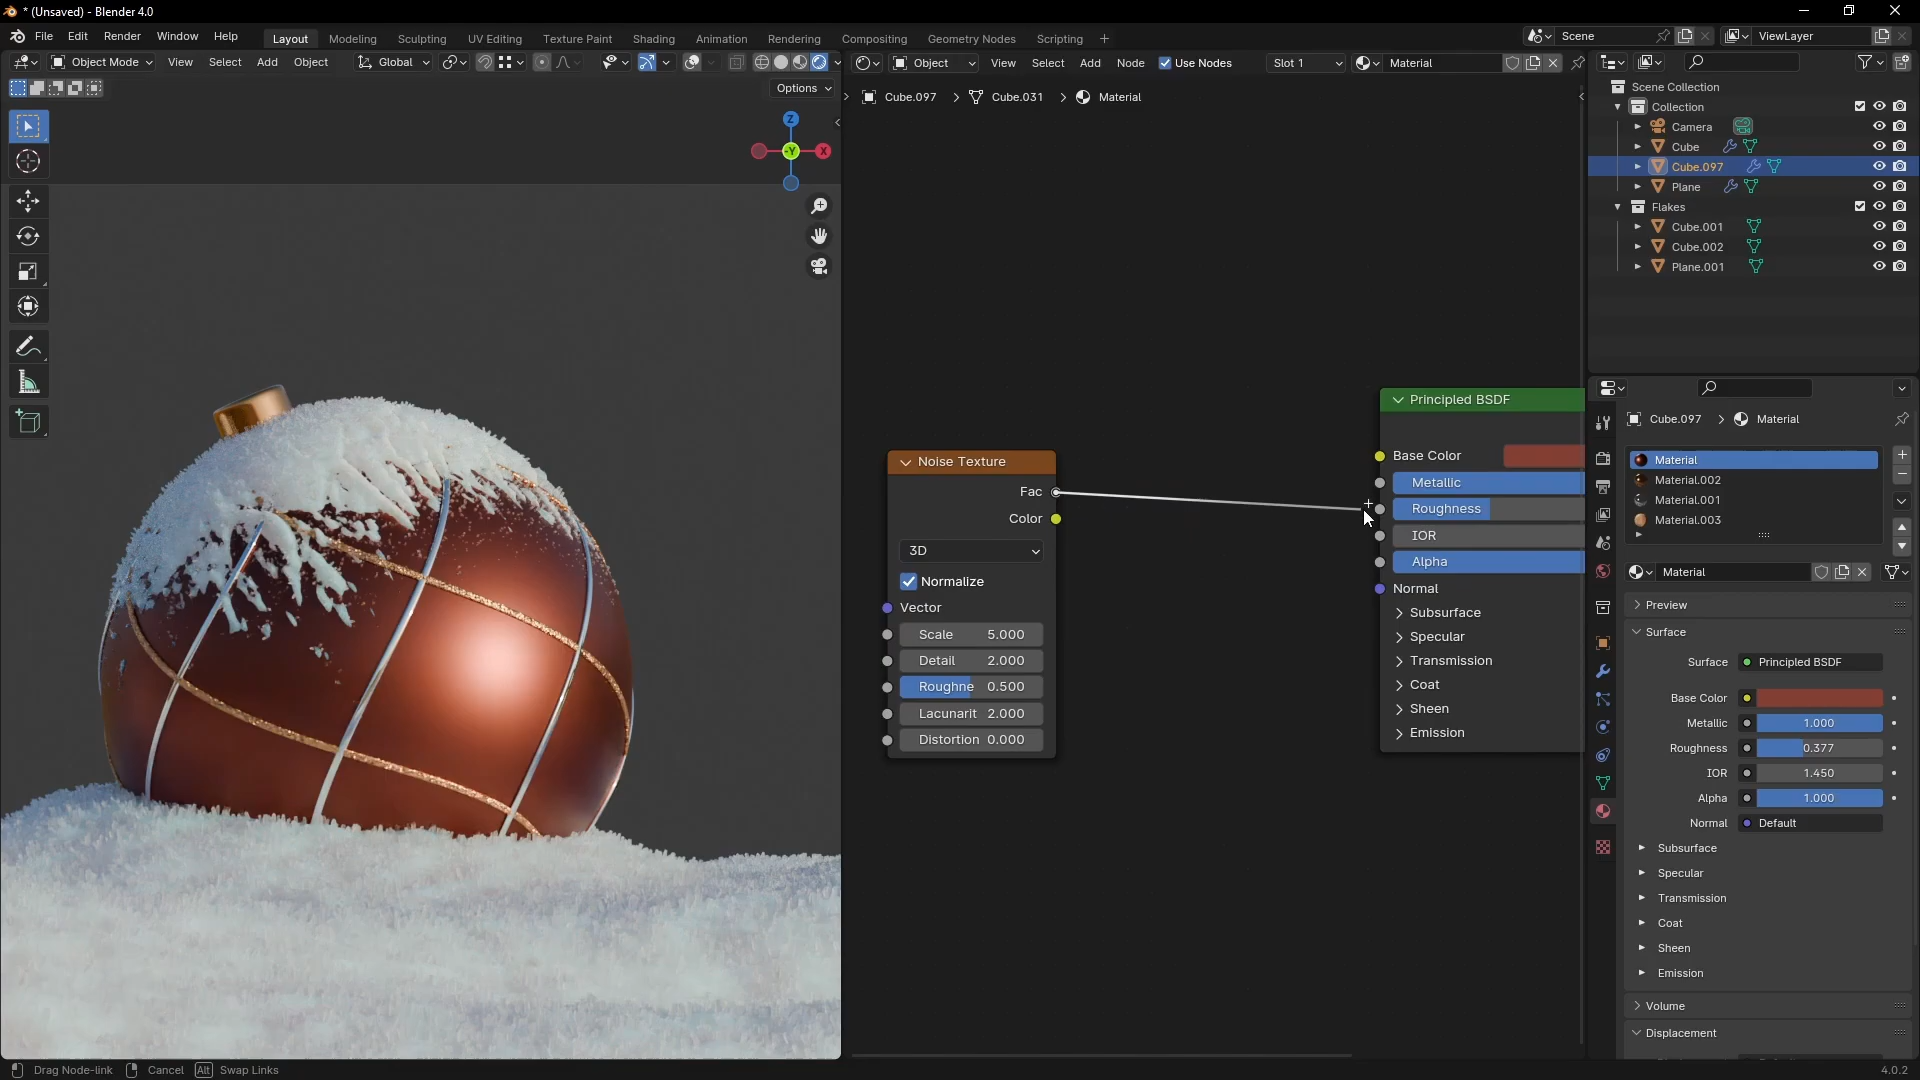 * (Unsaved) - Blender 4.0
File Edit Render Window Help
Layout Modeling Sculpting UV Editing Texture Paint Shading Animation Rendering Compositing Geometry Nodes Scripting +
Scene
ViewLayer
Object Mode View Select Add Object Global
Object View Select Add Node Use Nodes Slot 1 Material
Options
Z
-Y
X
Cube.097 > Cube.031 > Material
Noise Texture
Fac
Color
3D
Normalize
Vector
Scale 5.000
Detail 2.000
Roughne 0.500
Lacunarit 2.000
Distortion 0.000
Principled BSDF
Base Color
Metallic
Roughness
IOR
Alpha
Normal
Subsurface
Specular
Transmission
Coat
Sheen
Emission
Scene Collection
Collection
Camera
Cube
Cube.097
Plane
Flakes
Cube.001
Cube.002
Plane.001
Cube.097 > Material
Material
Material.002
Material.001
Material.003
Material
Preview
Surface
Surface Principled BSDF
Base Color
Metallic 1.000
Roughness 0.377
IOR 1.450
Alpha 1.000
Normal Default
Subsurface
Specular
Transmission
Coat
Sheen
Emission
Volume
Displacement
Drag Node-link Cancel Alt Swap Links
4.0.2